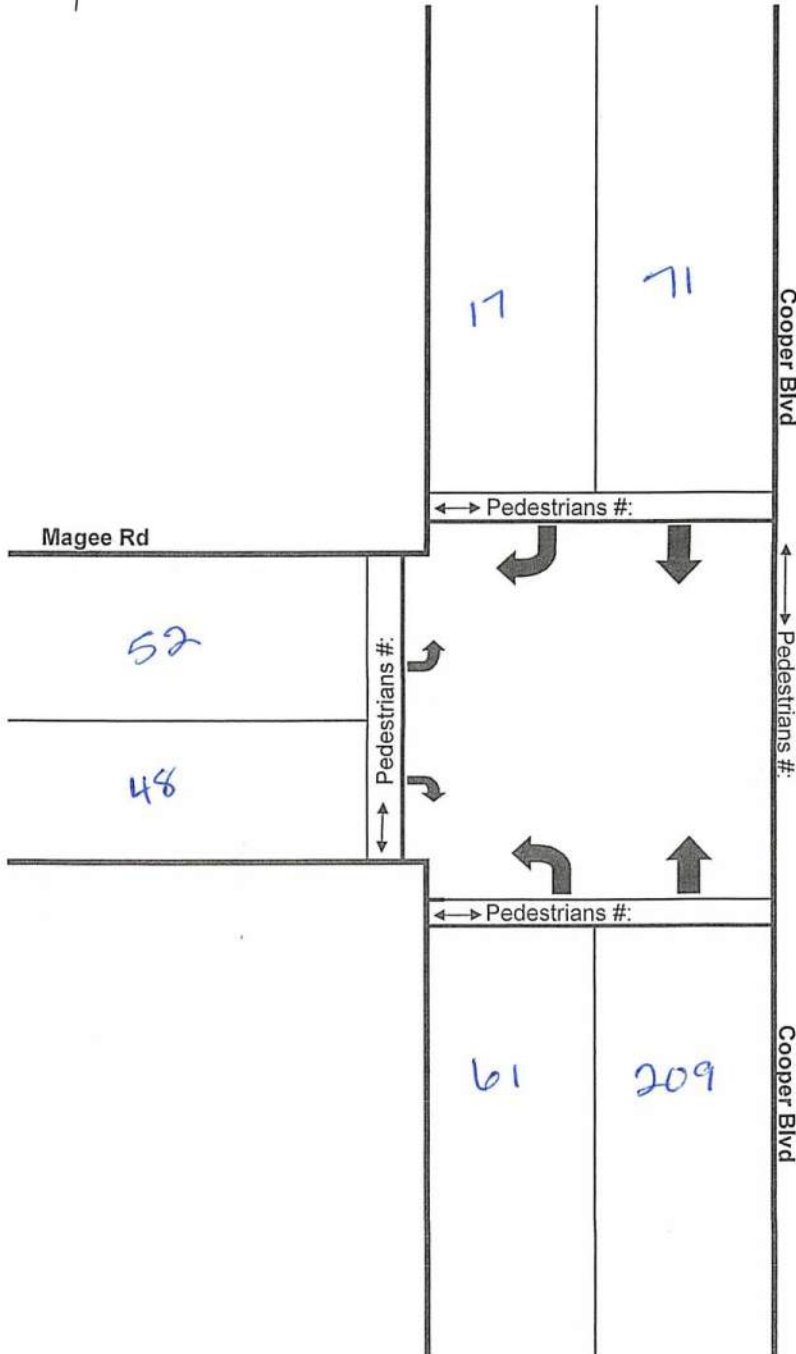 17
71
Cooper Blvd
Pedestrians #:
Magee Rd
52
Pedestrians #:
Pedestrians #:
48
Pedestrians #:
61
209
Cooper Blvd